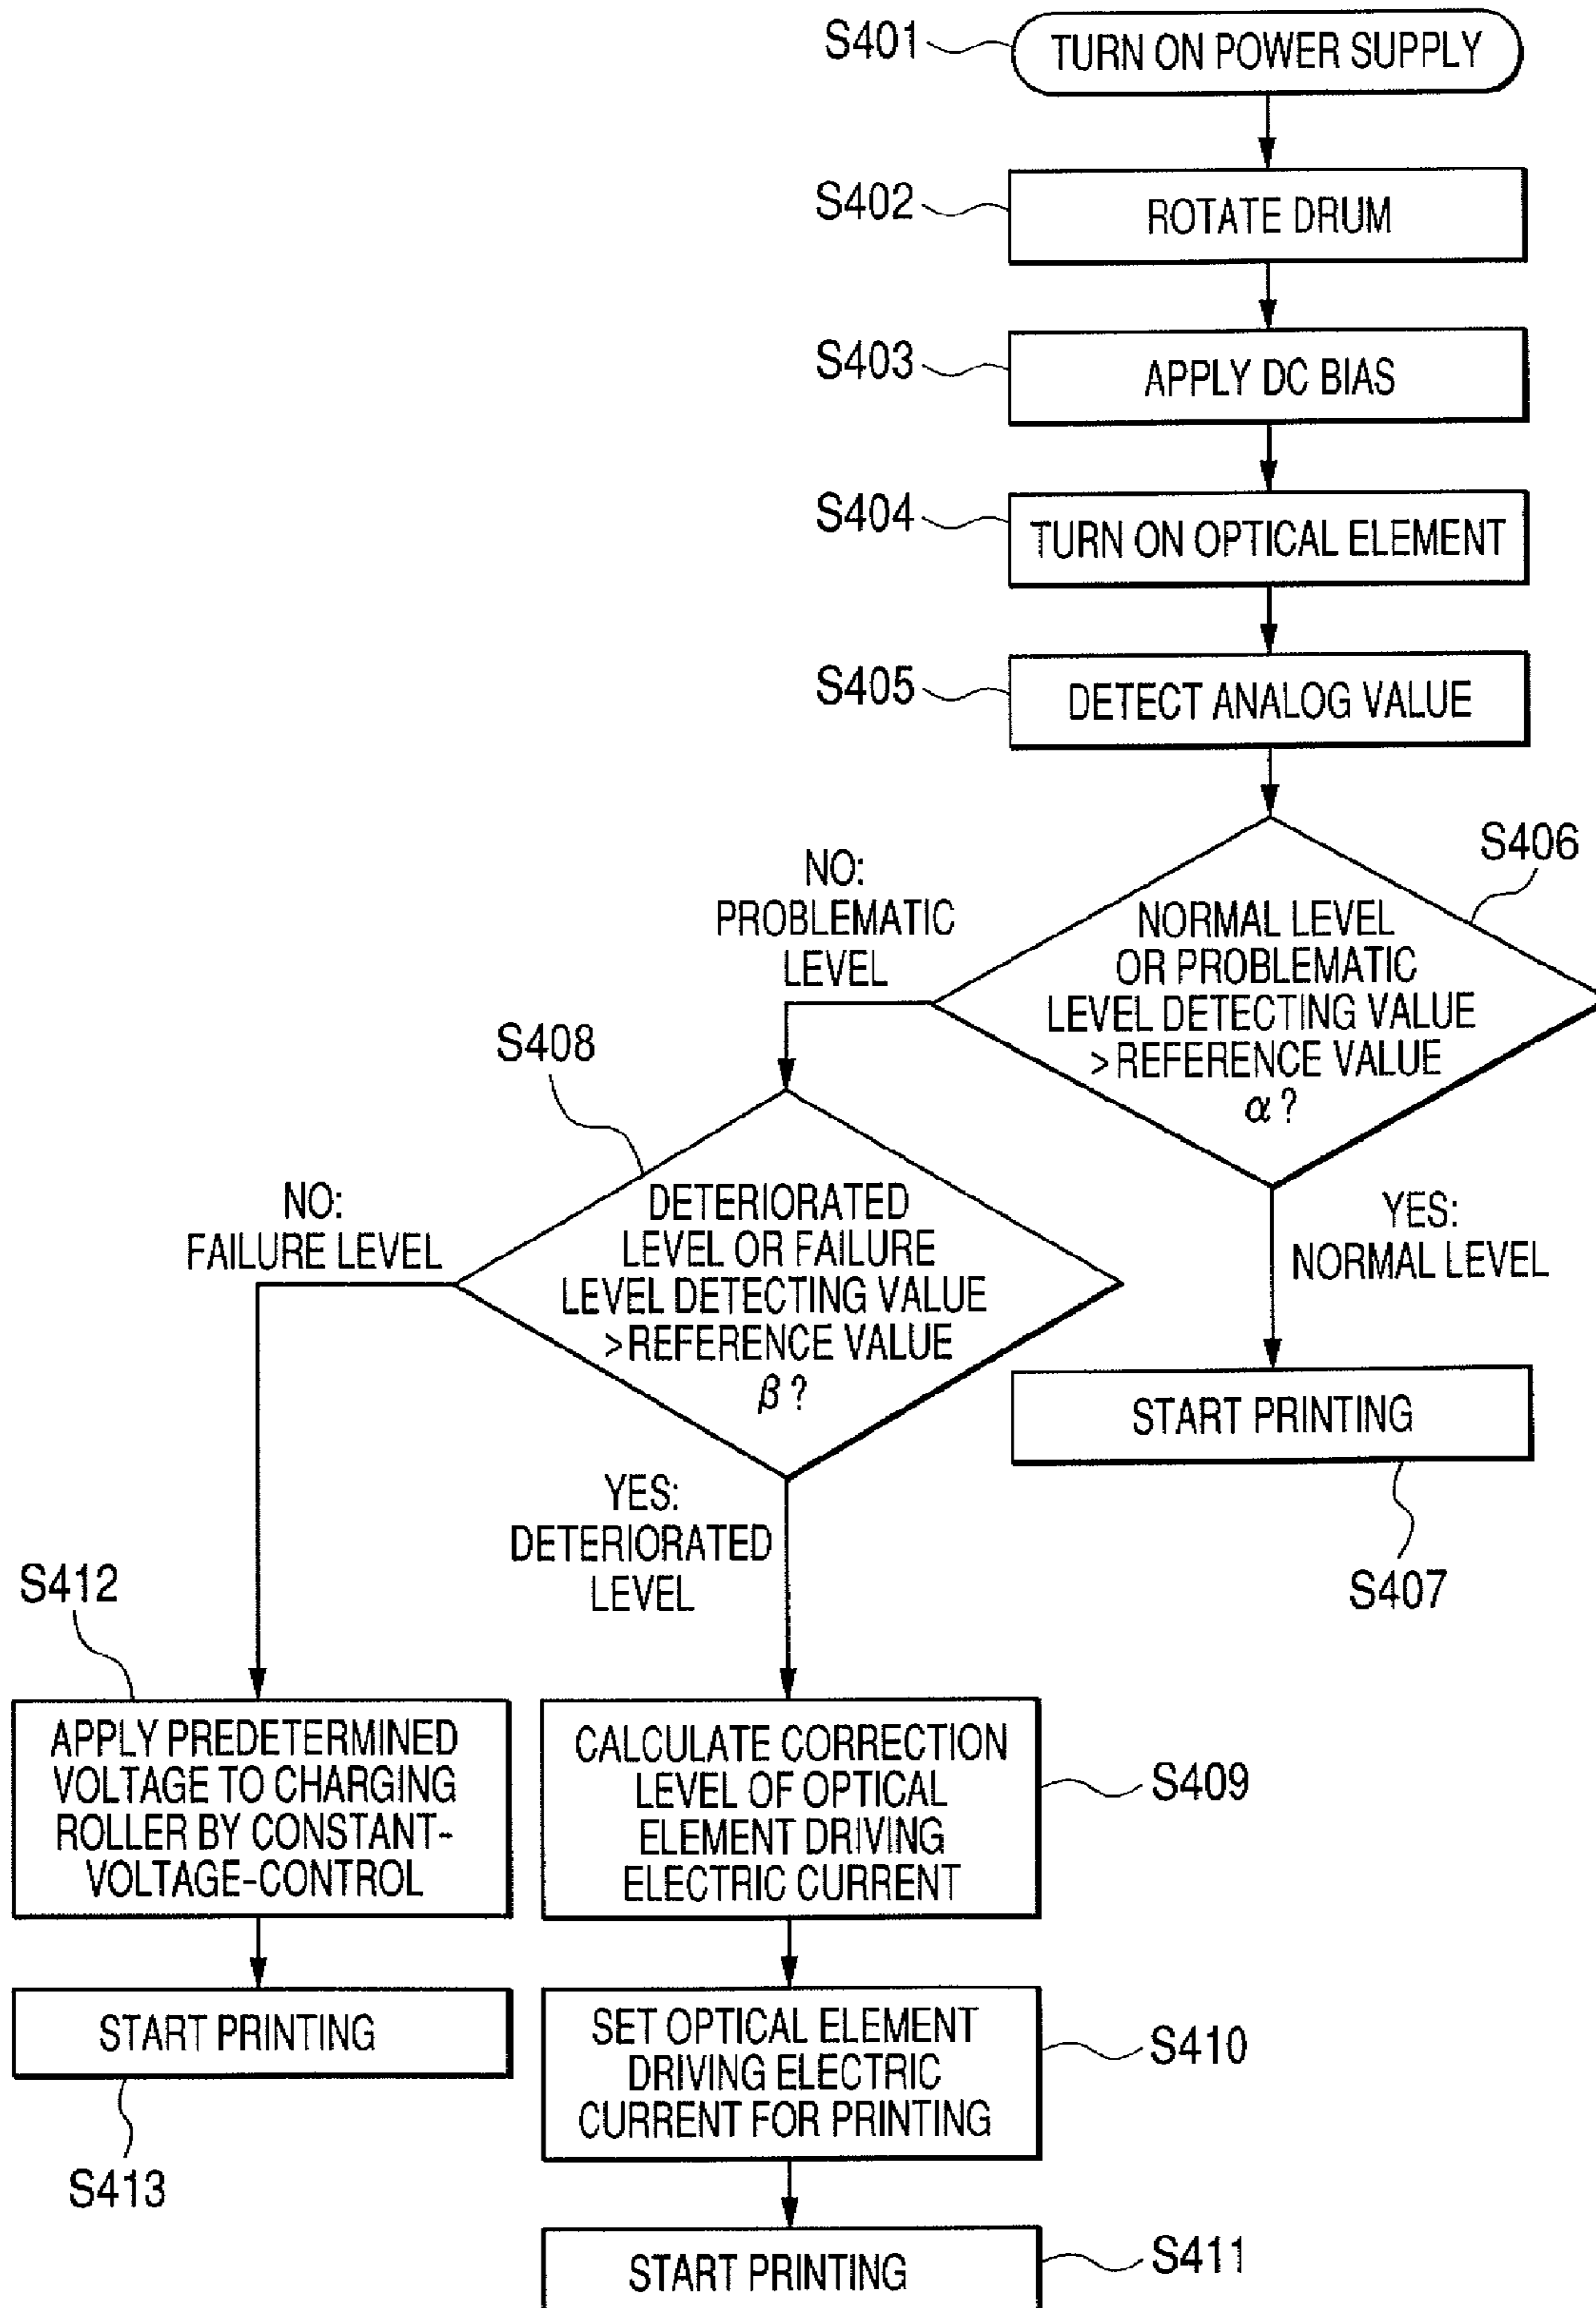 S401
TURN ON POWER SUPPLY
S402
ROTATE DRUM
S403
APPLY DC BIAS
S404
TURN ON OPTICAL ELEMENT
S405
DETECT ANALOG VALUE
S406
NORMAL LEVEL
OR PROBLEMATIC
LEVEL DETECTING VALUE
>REFERENCE VALUE
α?
NO:
PROBLEMATIC
LEVEL
YES:
NORMAL LEVEL
START PRINTING
S407
S408
DETERIORATED
LEVEL OR FAILURE
LEVEL DETECTING VALUE
>REFERENCE VALUE
β?
NO:
FAILURE LEVEL
YES:
DETERIORATED
LEVEL
S412
APPLY PREDETERMINED
VOLTAGE TO CHARGING
ROLLER BY CONSTANT-
VOLTAGE-CONTROL
START PRINTING
S413
CALCULATE CORRECTION
LEVEL OF OPTICAL
ELEMENT DRIVING
ELECTRIC CURRENT
S409
SET OPTICAL ELEMENT
DRIVING ELECTRIC
CURRENT FOR PRINTING
S410
START PRINTING
S411